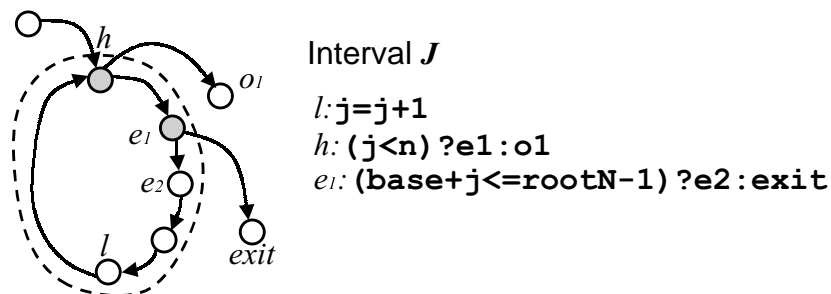 h
o1
e1
e2
l
exit
Interval J
l:j=j+1
h:(j<n)?e1:o1
e1:(base+j<=rootN-1)?e2:exit